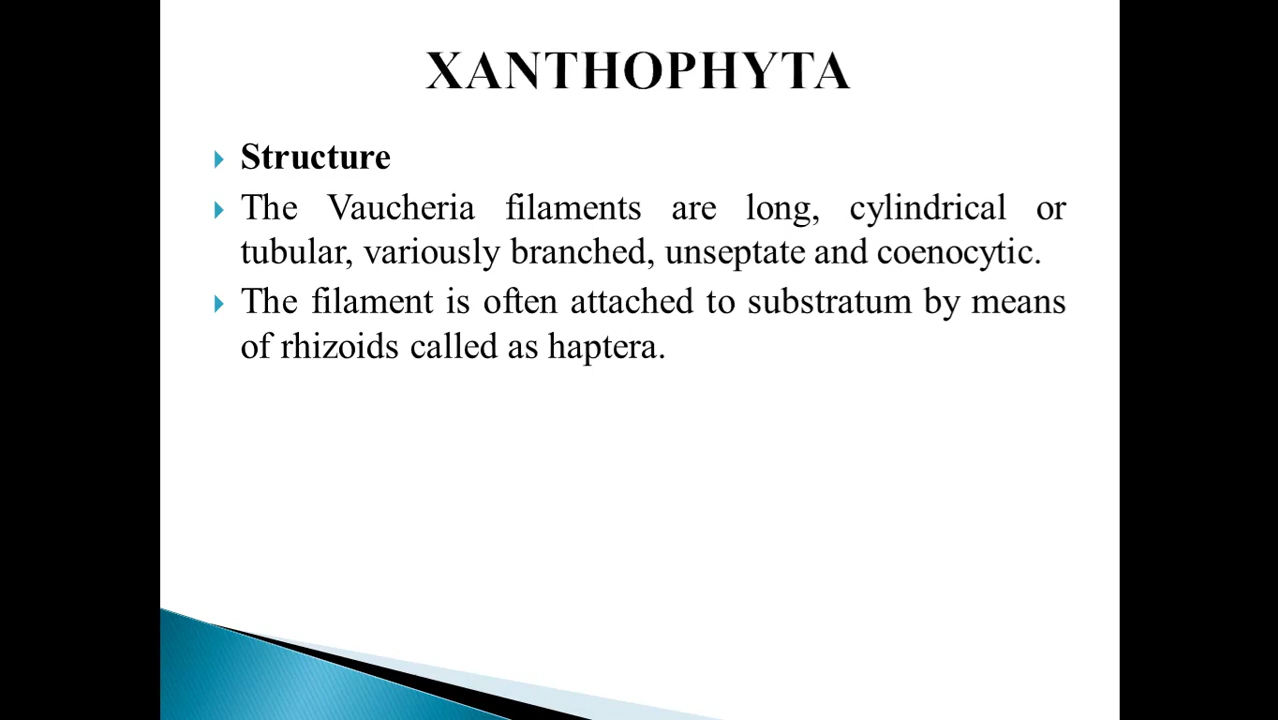 XANTHOPHYTA
Structure
The Vaucheria filaments are long, cylindrical or
tubular, variously branched, unseptate and coenocytic.
The filament is often attached to substratum by means
of rhizoids called as haptera.